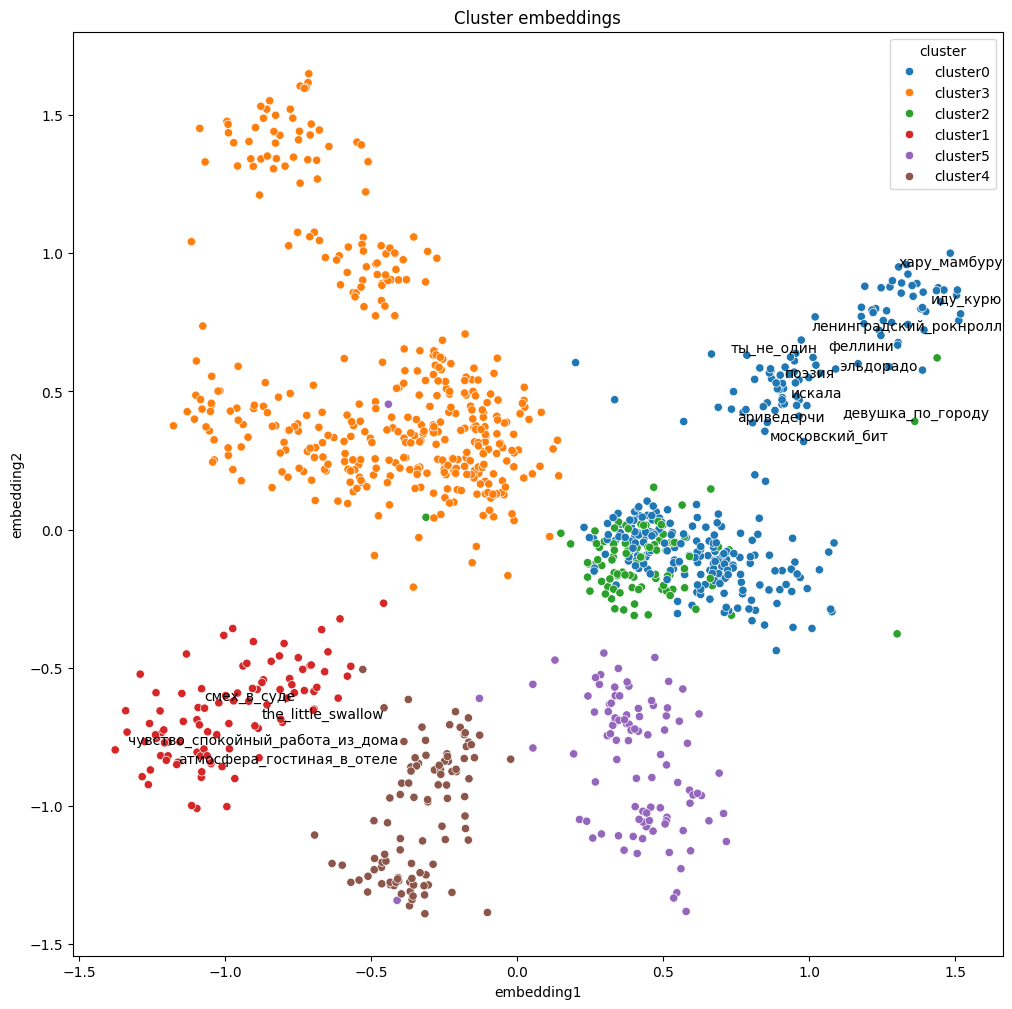 Cluster embeddings
cluster
cluster0
cluster3
cluster2
cluster1
cluster5
cluster4
хару_мамбуру
иду_курю
ленинградский_рокнролл
ты_не_один
феллини
эльдорадо
поэзия
искала
девушка_по_городу
ариведерчи
московский_бит
смех_в_суде
the_little_swallow
чувство_спокойный_работа_из_дома
атмосфера_гостиная_в_отеле
embedding2
1.5
1.0
0.5
0.0
−0.5
−1.0
−1.5
−1.5
−1.0
−0.5
0.0
0.5
1.0
1.5
embedding1